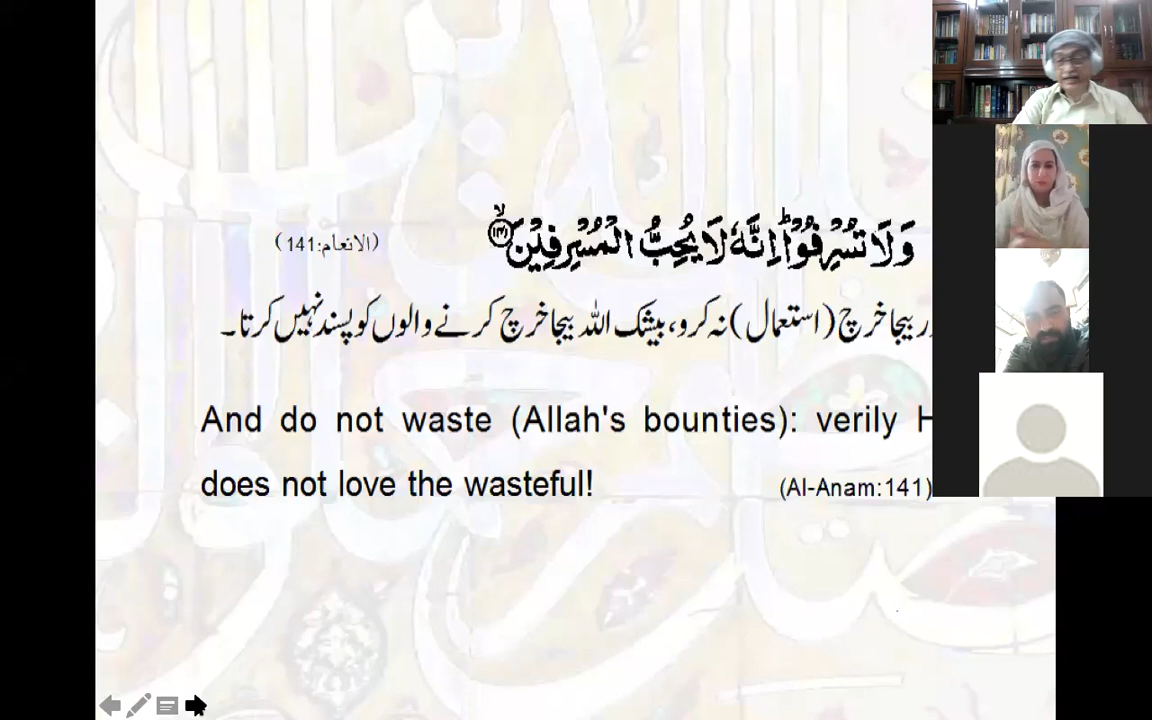 وَلَا تُسْرِفُوْا ؕ اِنَّهٗ لَا يُحِبُّ الْمُسْرِفِيْنَ ۙ﴿۱۴۱﴾ (الانعام:141)
بیجا خرچ (استعمال) نہ کرو، بیشک اللہ بیجا خرچ کرنے والوں کو پسند نہیں کرتا۔
And do not waste (Allah's bounties): verily H
does not love the wasteful! (Al-Anam:141)